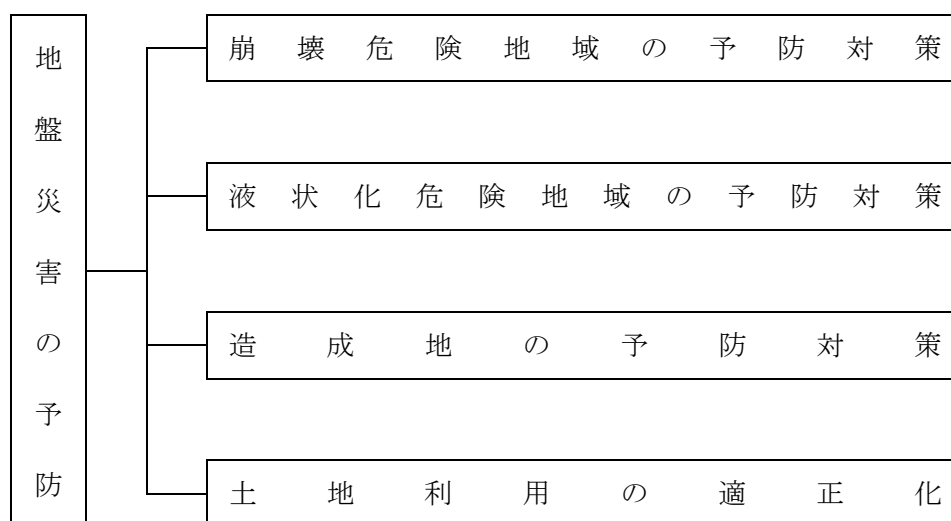 地盤災害の予防
崩壊危険地域の予防対策
液状化危険地域の予防対策
造成地の予防対策
土地利用の適正化